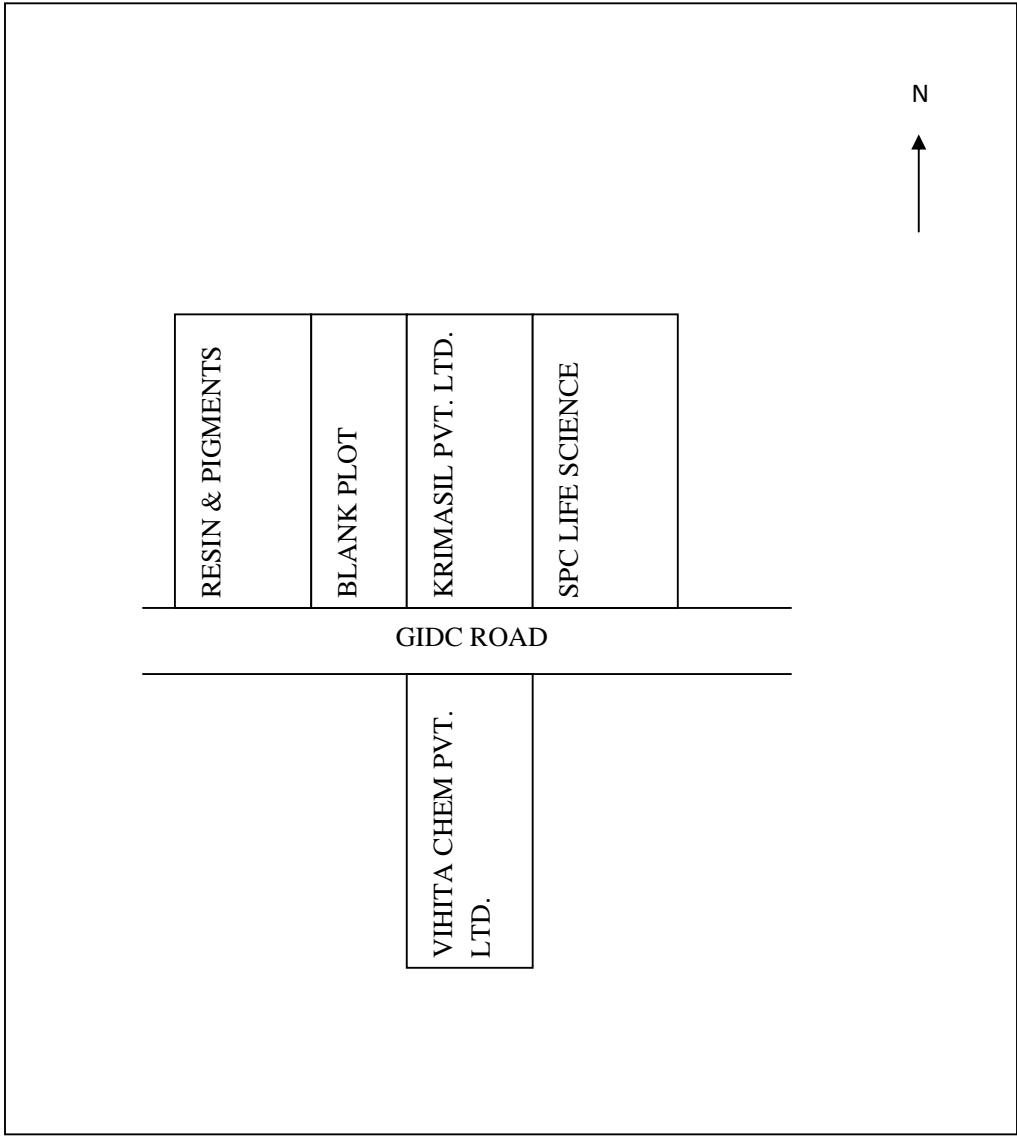 N
RESIN & PIGMENTS
BLANK PLOT
KRIMASIL PVT. LTD.
SPC LIFE SCIENCE
GIDC ROAD
VIHITA CHEM PVT.
LTD.